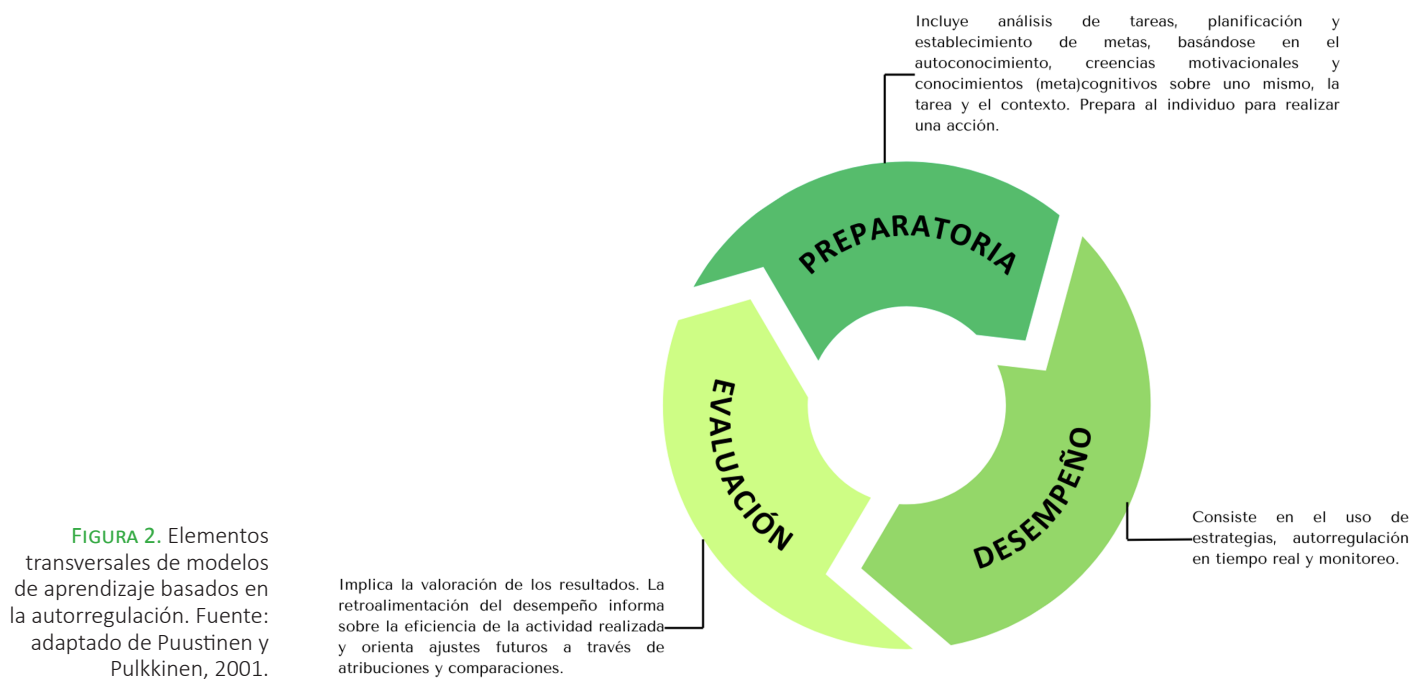 Incluye análisis de tareas, planificación y
establecimiento de metas, basándose en el
autoconocimiento, creencias motivacionales y
conocimientos (meta)cognitivos sobre uno mismo, la
tarea y el contexto. Prepara al individuo para realizar
una acción.
PREPARATORIA
EVALUACIÓN
DESEMPEÑO
Consiste en el uso de
estrategias, autorregulación
en tiempo real y monitoreo.
Implica la valoración de los resultados. La
retroalimentación del desempeño informa
sobre la eficiencia de la actividad realizada
y orienta ajustes futuros a través de
atribuciones y comparaciones.
FIGURA 2. Elementos
transversales de modelos
de aprendizaje basados en
la autorregulación. Fuente:
adaptado de Puustinen y
Pulkkinen, 2001.